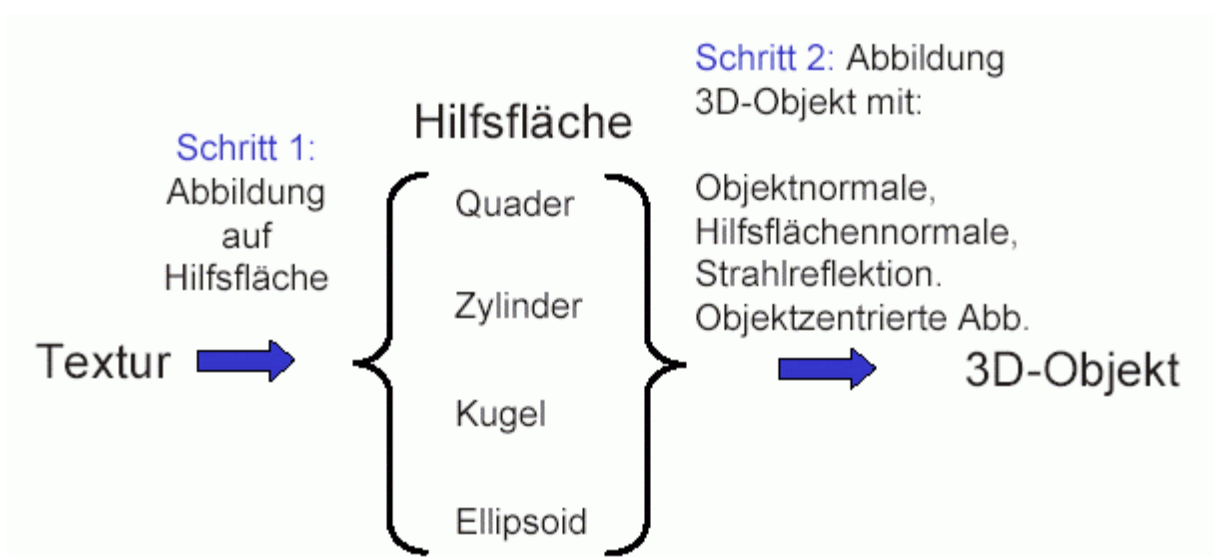 Schritt 1:
Abbildung
auf
Hilfsfläche
Textur
Hilfsfläche
Quader
Zylinder
Kugel
Ellipsoid
Schritt 2: Abbildung
3D-Objekt mit:
Objektnormale,
Hilfsflächennormale,
Strahlreflektion.
Objektzentrierte Abb.
3D-Objekt